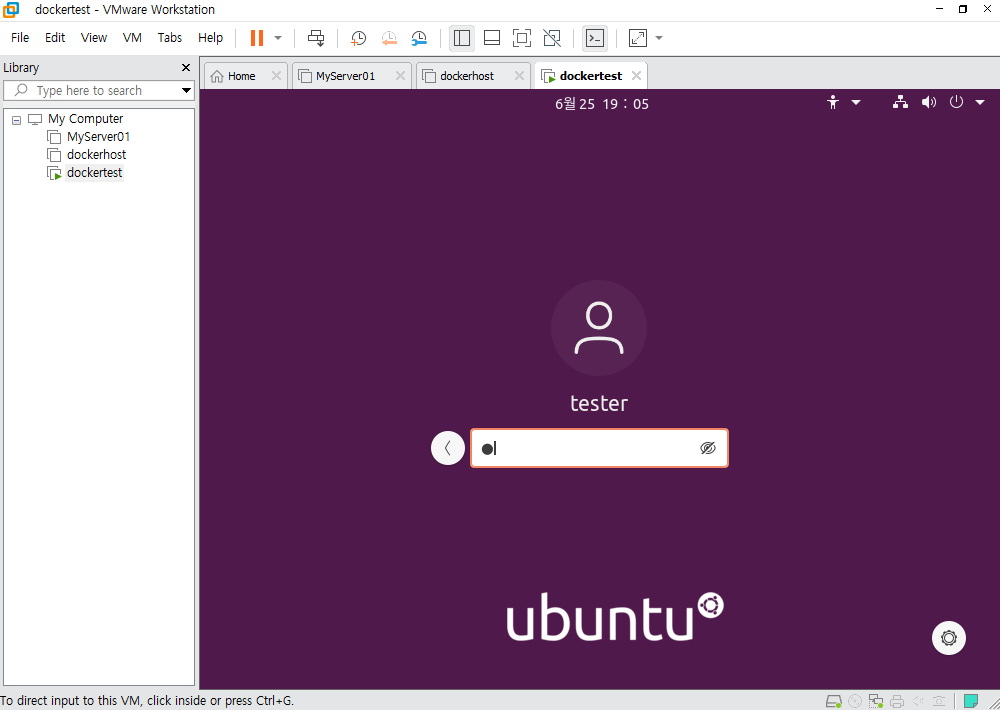 dockertest - VMware Workstation
File Edit View VM Tabs Help
Library
Type here to search
My Computer
MyServer01
dockerhost
dockertest
Home MyServer01 dockerhost dockertest
6월 25 19 : 05
tester
ubuntu
To direct input to this VM, click inside or press Ctrl+G.